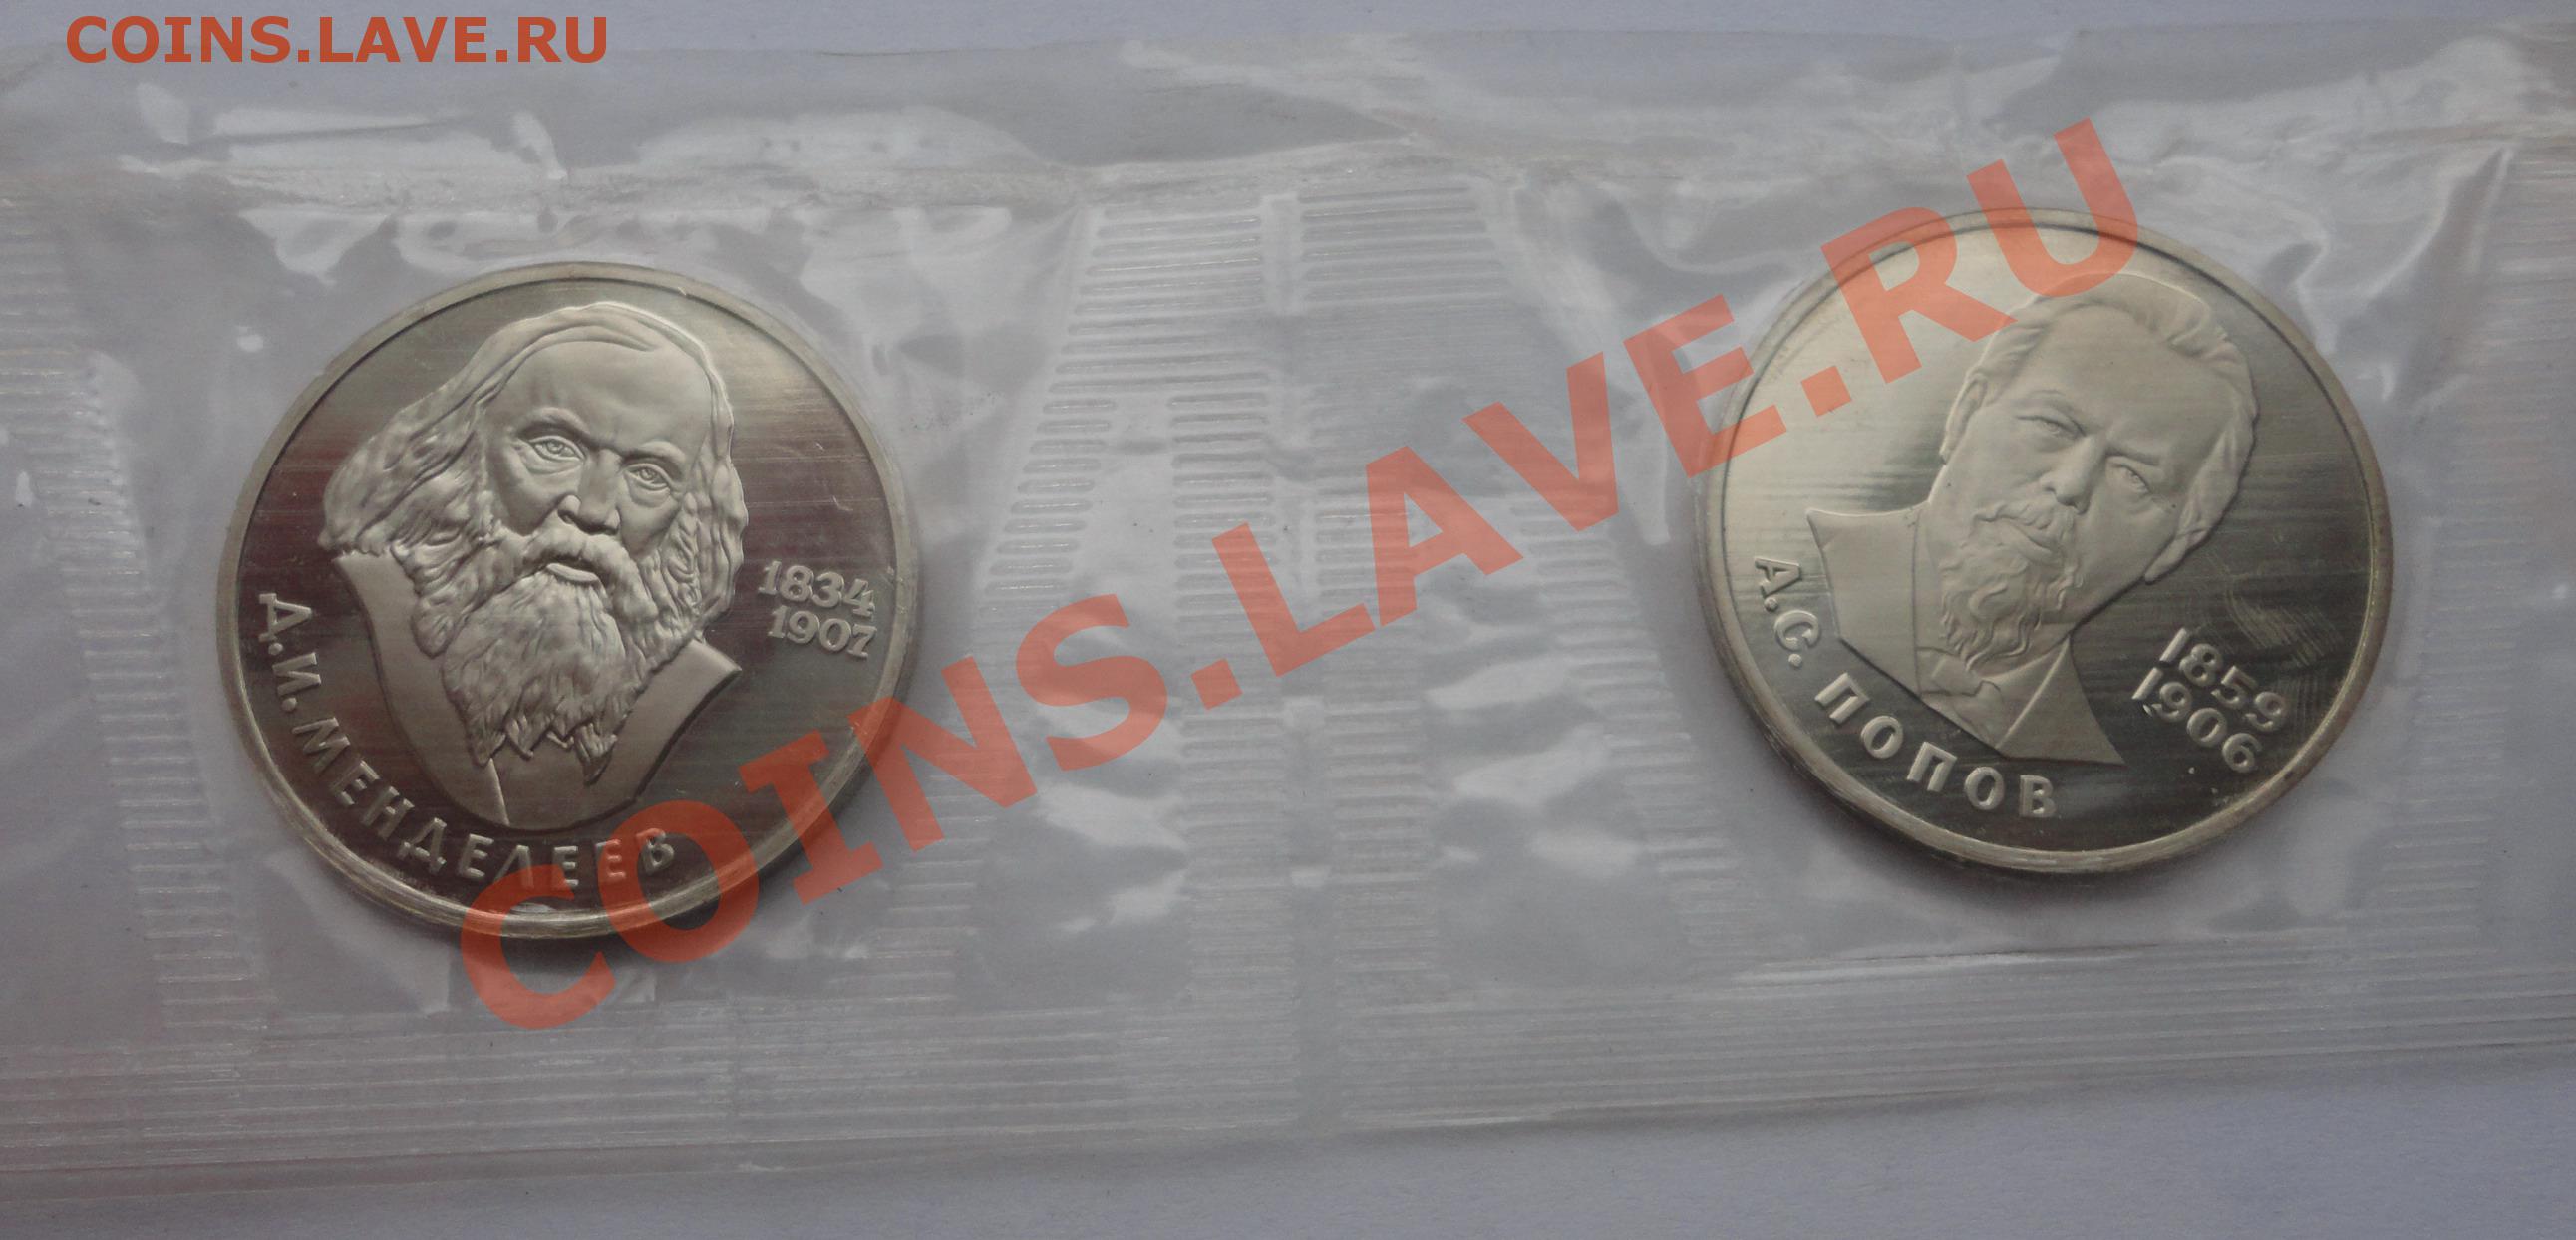 COINS.LAVE.RU
Д.И. МЕНДЕЛЕЕВ
1834
1907
COINS.LAVE.RU
А.С. ПОПОВ
1859
1906